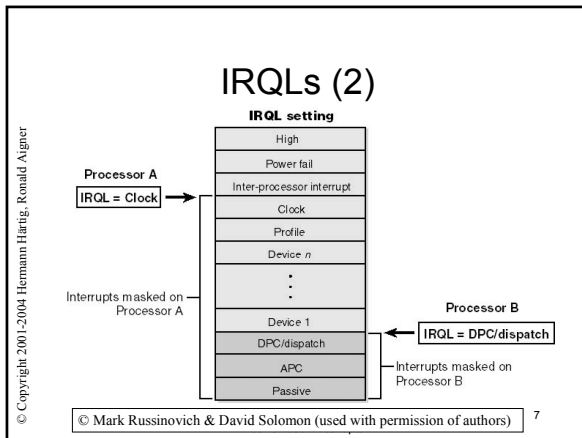 IRQLs (2)
IRQL setting
High
Power fail
Inter-processor interrupt
Clock
Profile
Device n
Device 1
DPC/dispatch
APC
Passive
Processor A
IRQL = Clock
Interrupts masked on
Processor A
Processor B
IRQL = DPC/dispatch
Interrupts masked on
Processor B
© Copyright 2001-2004 Hermann Härtig, Ronald Aigner
© Mark Russinovich & David Solomon (used with permission of authors)
7